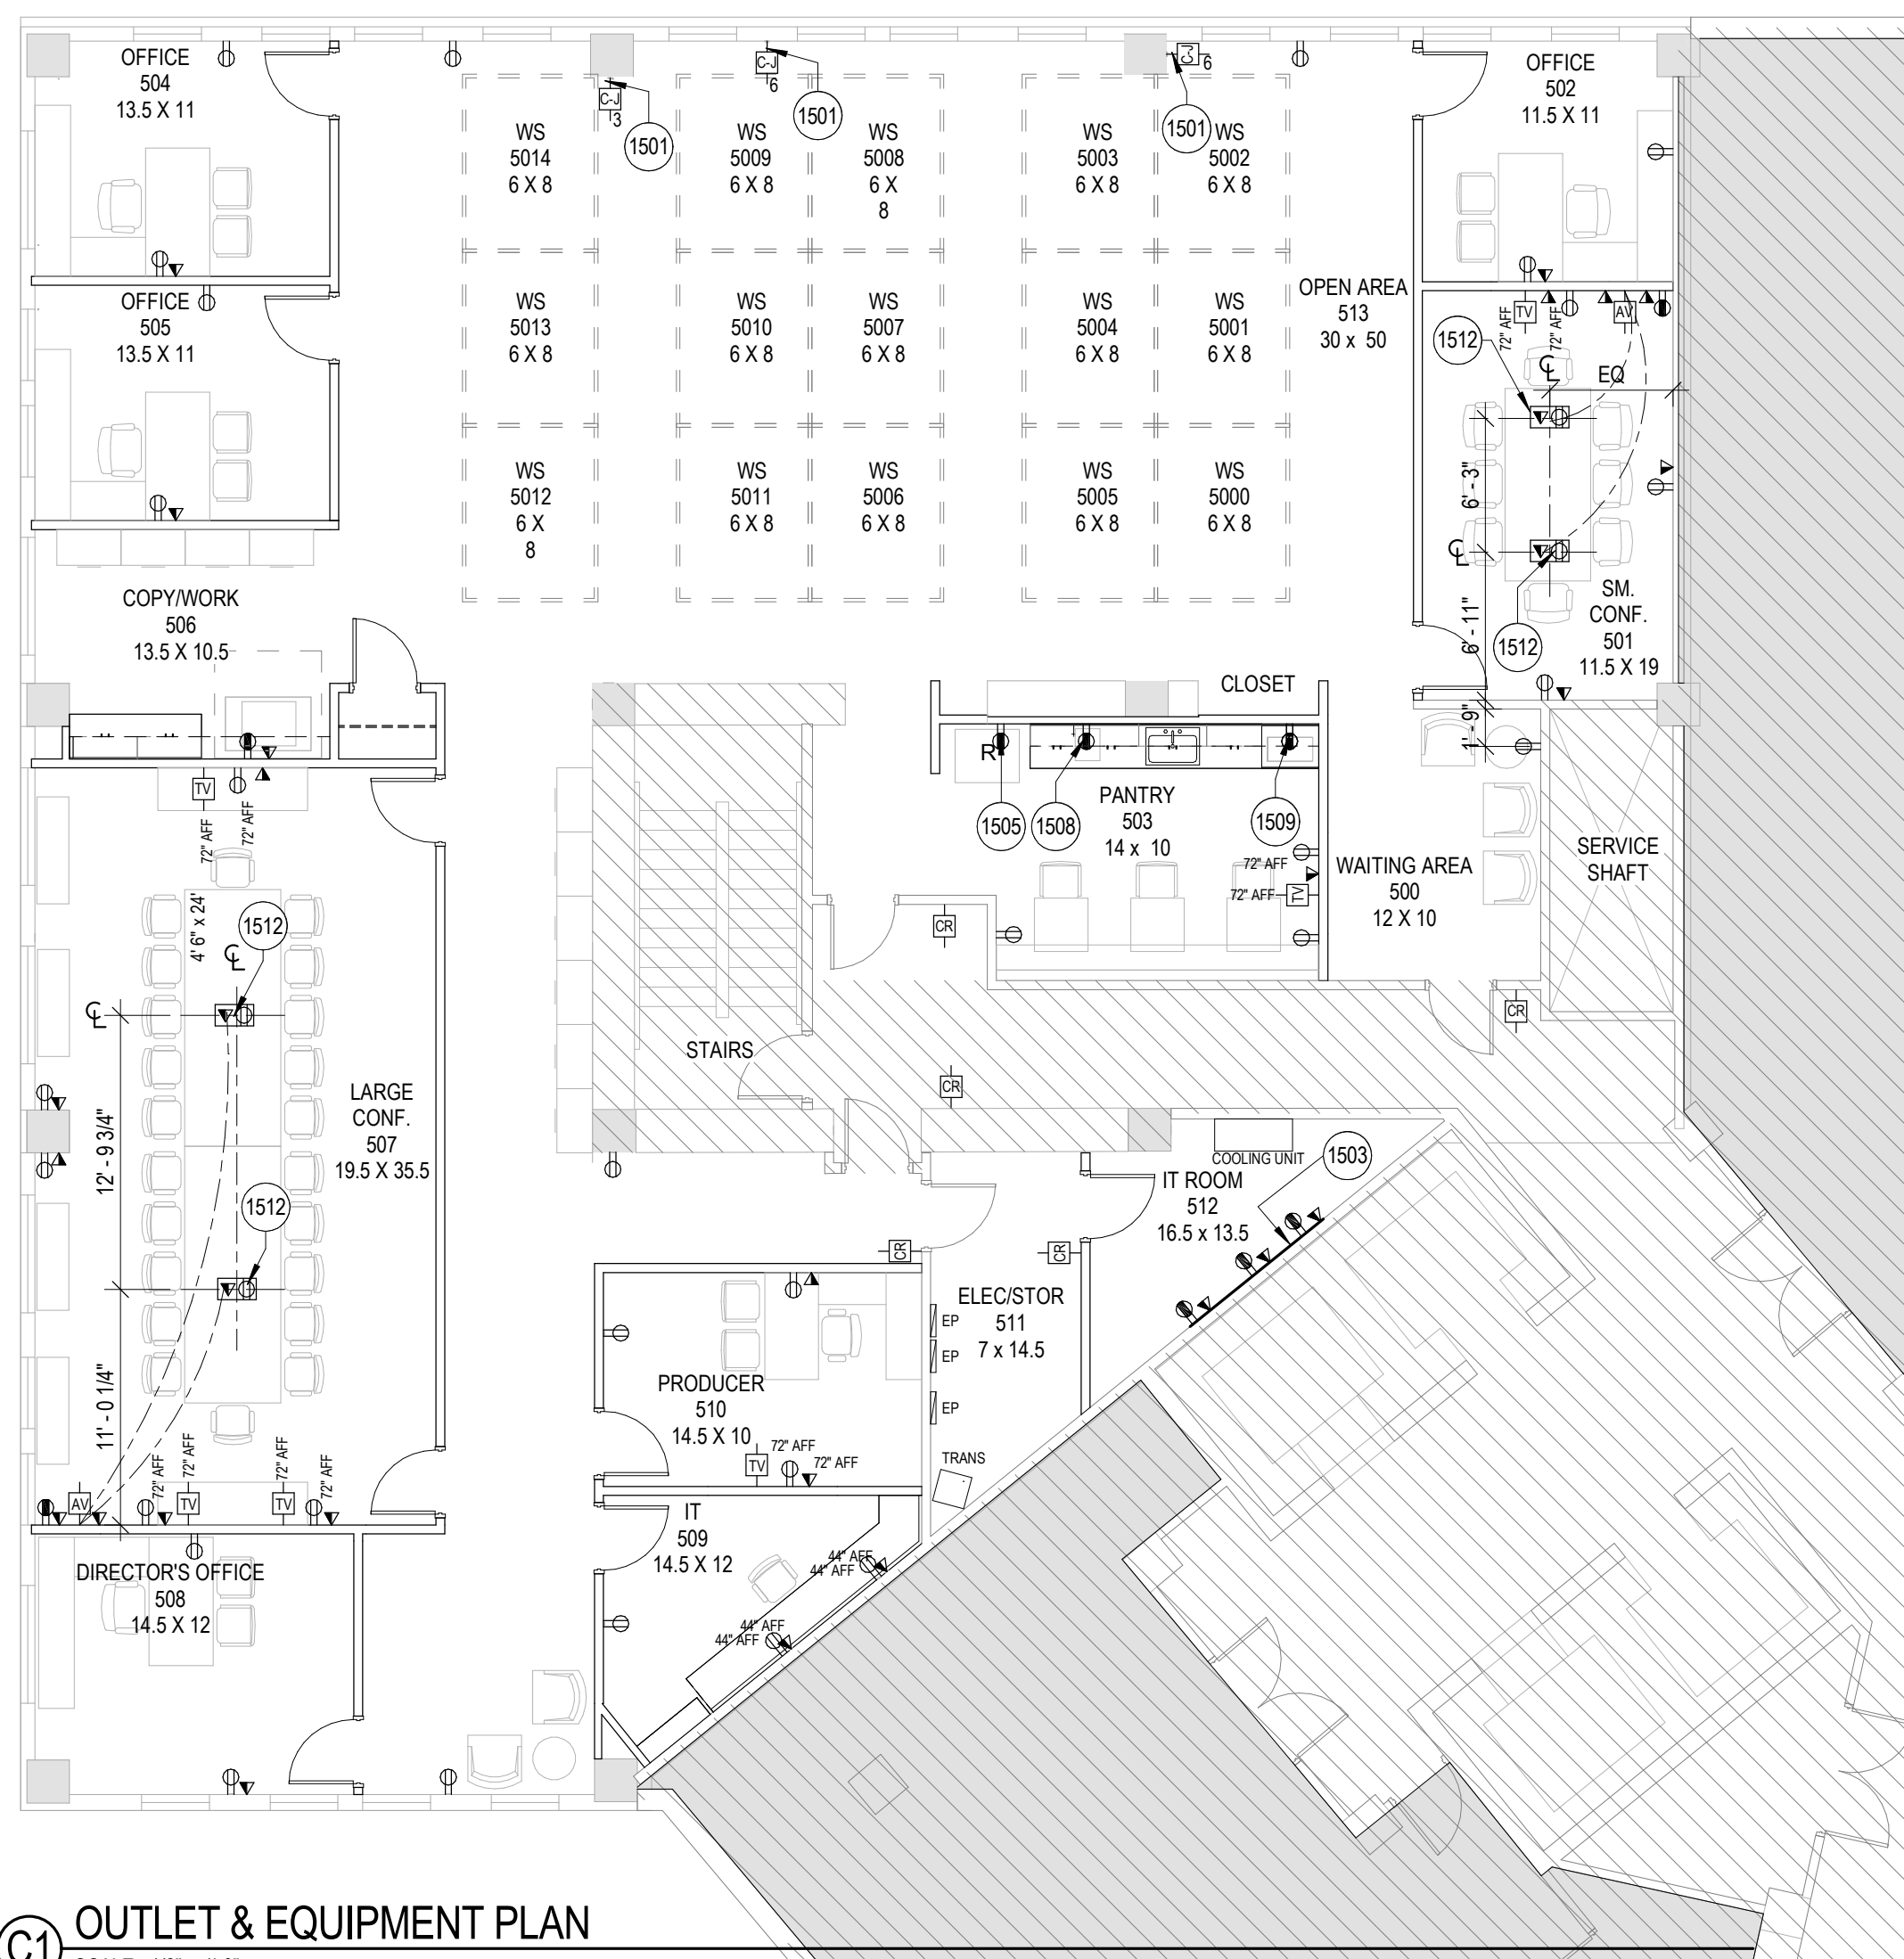 OFFICE
504
13.5 X 11
C-J
3
1501
C-J
6
1501
C-J
6
1501
OFFICE
502
11.5 X 11
WS
5014
6 X 8
WS
5009
6 X 8
WS
5008
6 X
8
WS
5003
6 X 8
WS
5002
6 X 8
OFFICE
505
13.5 X 11
WS
5013
6 X 8
WS
5010
6 X 8
WS
5007
6 X 8
WS
5004
6 X 8
WS
5001
6 X 8
OPEN AREA
513
30 x 50
TV
72" AFF
72" AFF
AV
1512
CL
EQ
WS
5012
6 X
8
WS
5011
6 X 8
WS
5006
6 X 8
WS
5005
6 X 8
WS
5000
6 X 8
6' - 3"
CL
6' - 11"
1512
SM.
CONF.
501
11.5 X 19
1' - 9"
COPY/WORK
506
13.5 X 10.5
CLOSET
R
1505
1508
1509
PANTRY
503
14 x 10
72" AFF
72" AFF
TV
WAITING AREA
500
12 X 10
SERVICE
SHAFT
TV
72" AFF
72" AFF
4' 6" x 24'
1512
CL
CL
CR
CR
STAIRS
CR
LARGE
CONF.
507
19.5 X 35.5
12' - 9 3/4"
1512
11' - 0 1/4"
COOLING UNIT
1503
IT ROOM
512
16.5 x 13.5
CR
CR
ELEC/STOR
511
7 x 14.5
EP
EP
EP
TRANS
PRODUCER
510
14.5 X 10
TV
72" AFF
72" AFF
AV
72" AFF
TV
72" AFF
TV
72" AFF
72" AFF
IT
509
14.5 X 12
44" AFF
44" AFF
44" AFF
44" AFF
DIRECTOR'S OFFICE
508
14.5 X 12
C1
OUTLET & EQUIPMENT PLAN